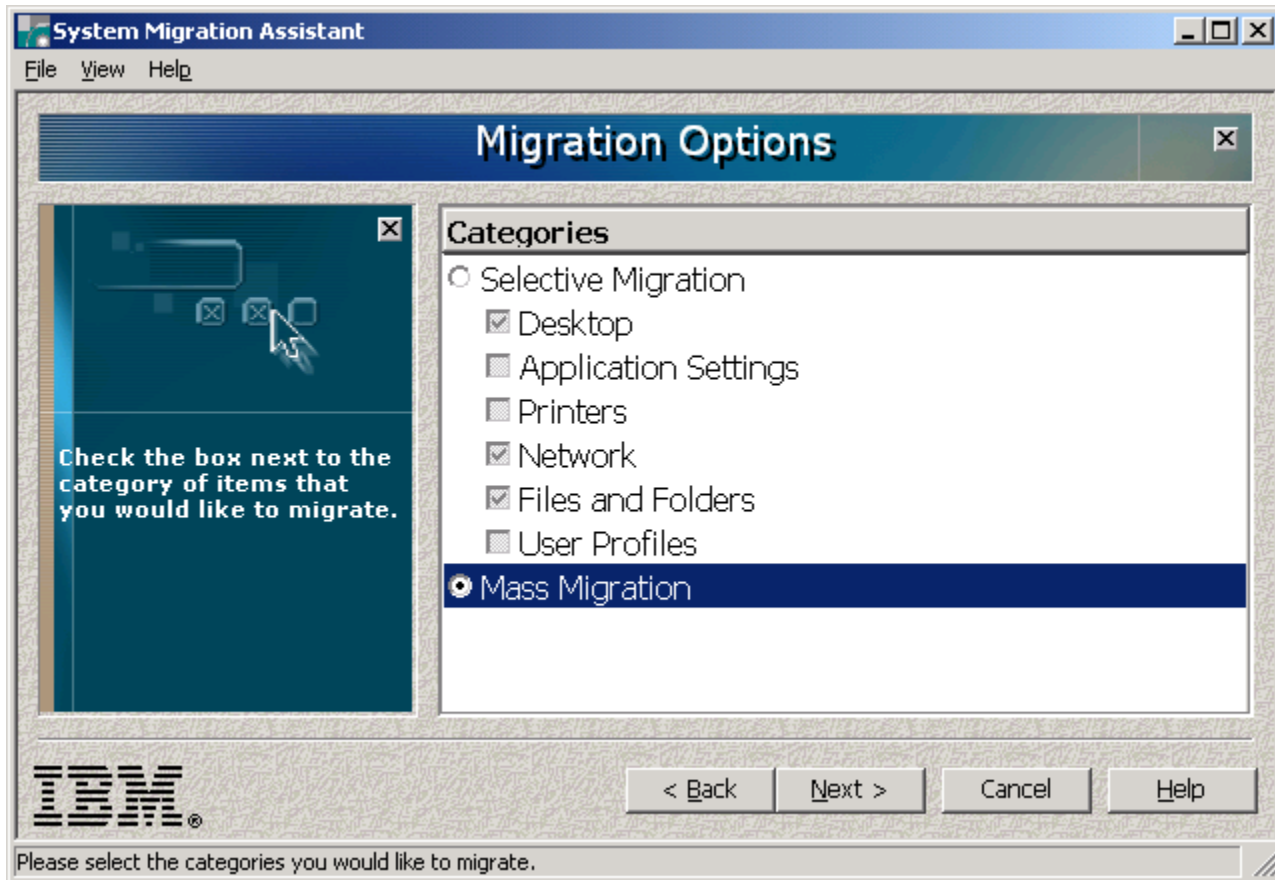 System Migration Assistant
File View Help
Migration Options
Categories
Selective Migration
Desktop
Application Settings
Printers
Network
Files and Folders
User Profiles
Mass Migration
Check the box next to the
category of items that
you would like to migrate.
IBM®
< Back Next > Cancel Help
Please select the categories you would like to migrate.